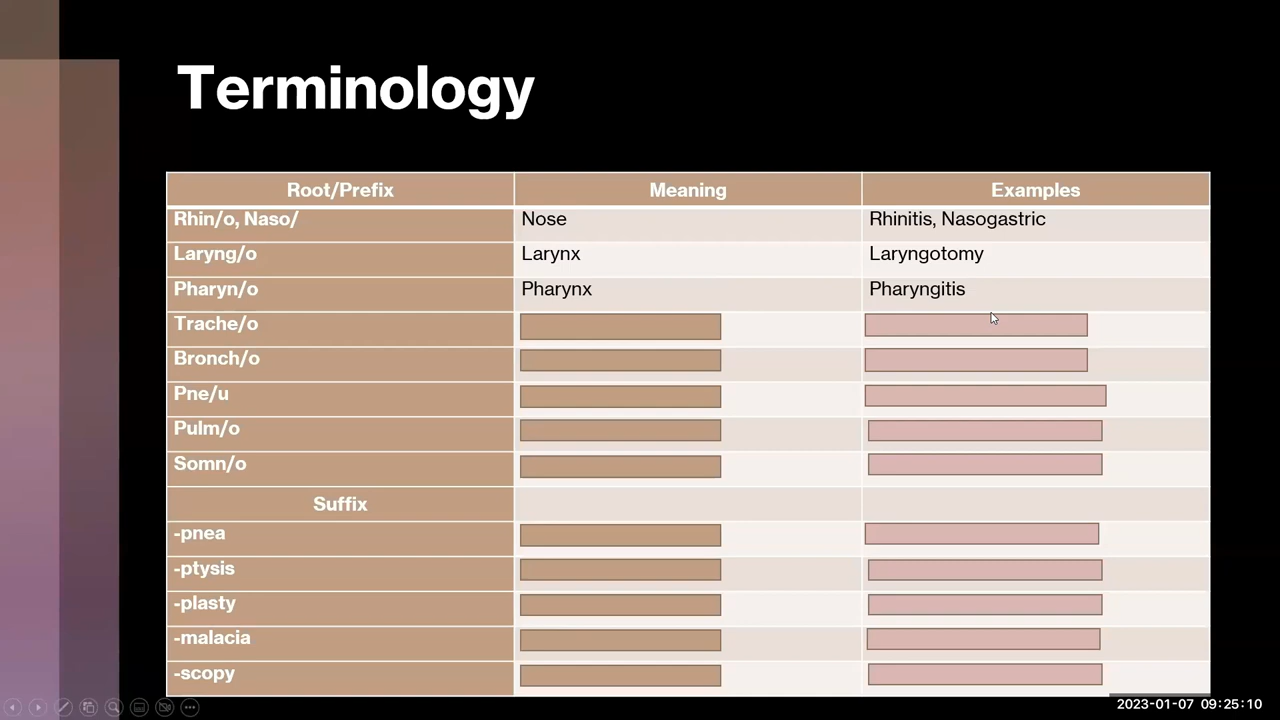 Terminology
Root/Prefix Meaning Examples
Rhin/o, Naso/ Nose Rhinitis, Nasogastric
Laryng/o Larynx Laryngotomy
Pharyn/o Pharynx Pharyngitis
Trache/o
Bronch/o
Pne/u
Pulm/o
Somn/o
Suffix
-pnea
-ptysis
-plasty
-malacia
-scopy
2023-01-07 09:25:10